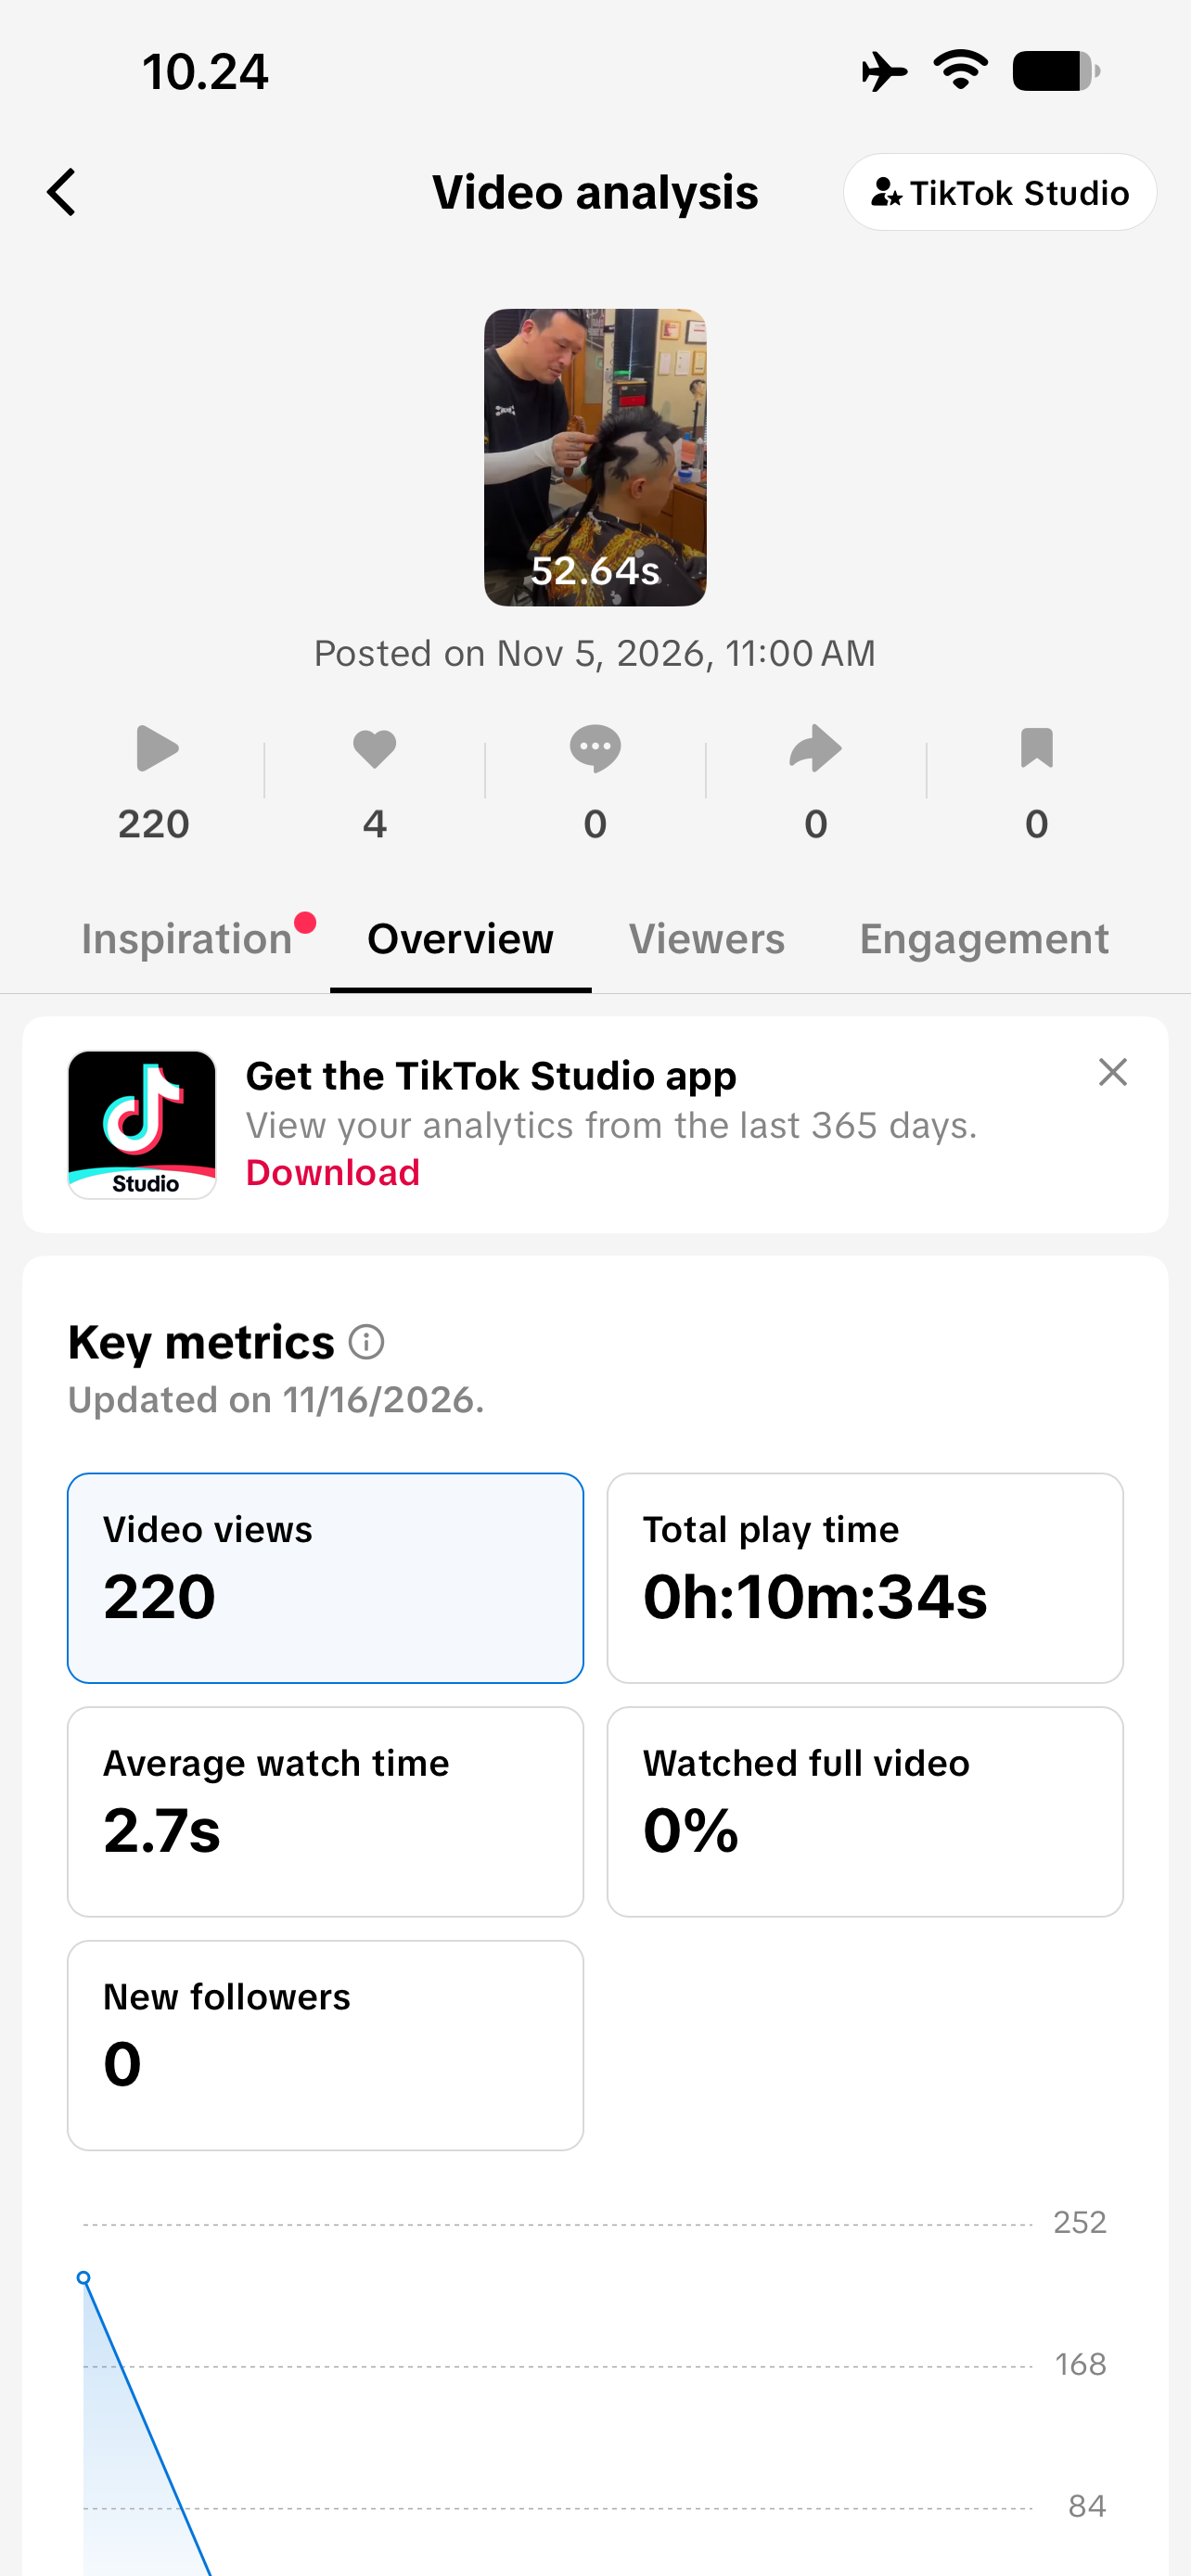 10.24
Video analysis
TikTok Studio
52.64s
Posted on Nov 5, 2026, 11:00 AM
220
4
0
0
0
Inspiration
Overview
Viewers
Engagement
Get the TikTok Studio app
View your analytics from the last 365 days.
Download
Studio
Key metrics
Updated on 11/16/2026.
Video views
220
Total play time
0h:10m:34s
Average watch time
2.7s
Watched full video
0%
New followers
0
252
168
84